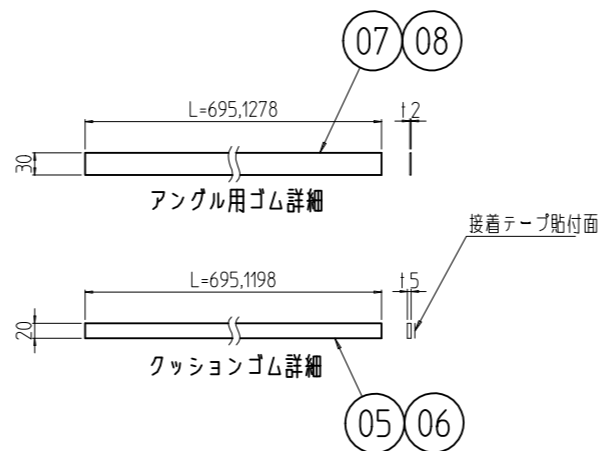 07 08
L=695,1278
t2
30
アングル用ゴム詳細
接着テープ貼付面
L=695,1198
t5
20
クッションゴム詳細
05 06